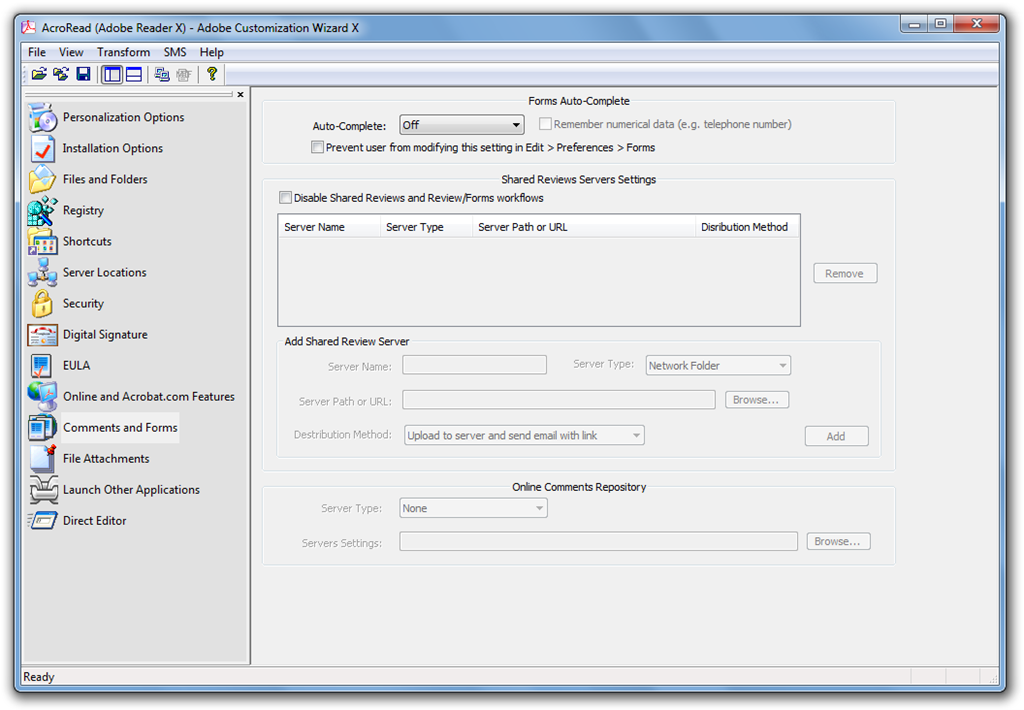 AcroRead (Adobe Reader X) - Adobe Customization Wizard X
File View Transform SMS Help
Personalization Options
Installation Options
Files and Folders
Registry
Shortcuts
Server Locations
Security
Digital Signature
EULA
Online and Acrobat.com Features
Comments and Forms
File Attachments
Launch Other Applications
Direct Editor
Forms Auto-Complete
Auto-Complete: Off Remember numerical data (e.g. telephone number)
Prevent user from modifying this setting in Edit > Preferences > Forms
Shared Reviews Servers Settings
Disable Shared Reviews and Review/Forms workflows
Server Name Server Type Server Path or URL Disribution Method
Remove
Add Shared Review Server
Server Name: Server Type: Network Folder
Server Path or URL: Browse...
Destribution Method: Upload to server and send email with link Add
Online Comments Repository
Server Type: None
Servers Settings: Browse...
Ready